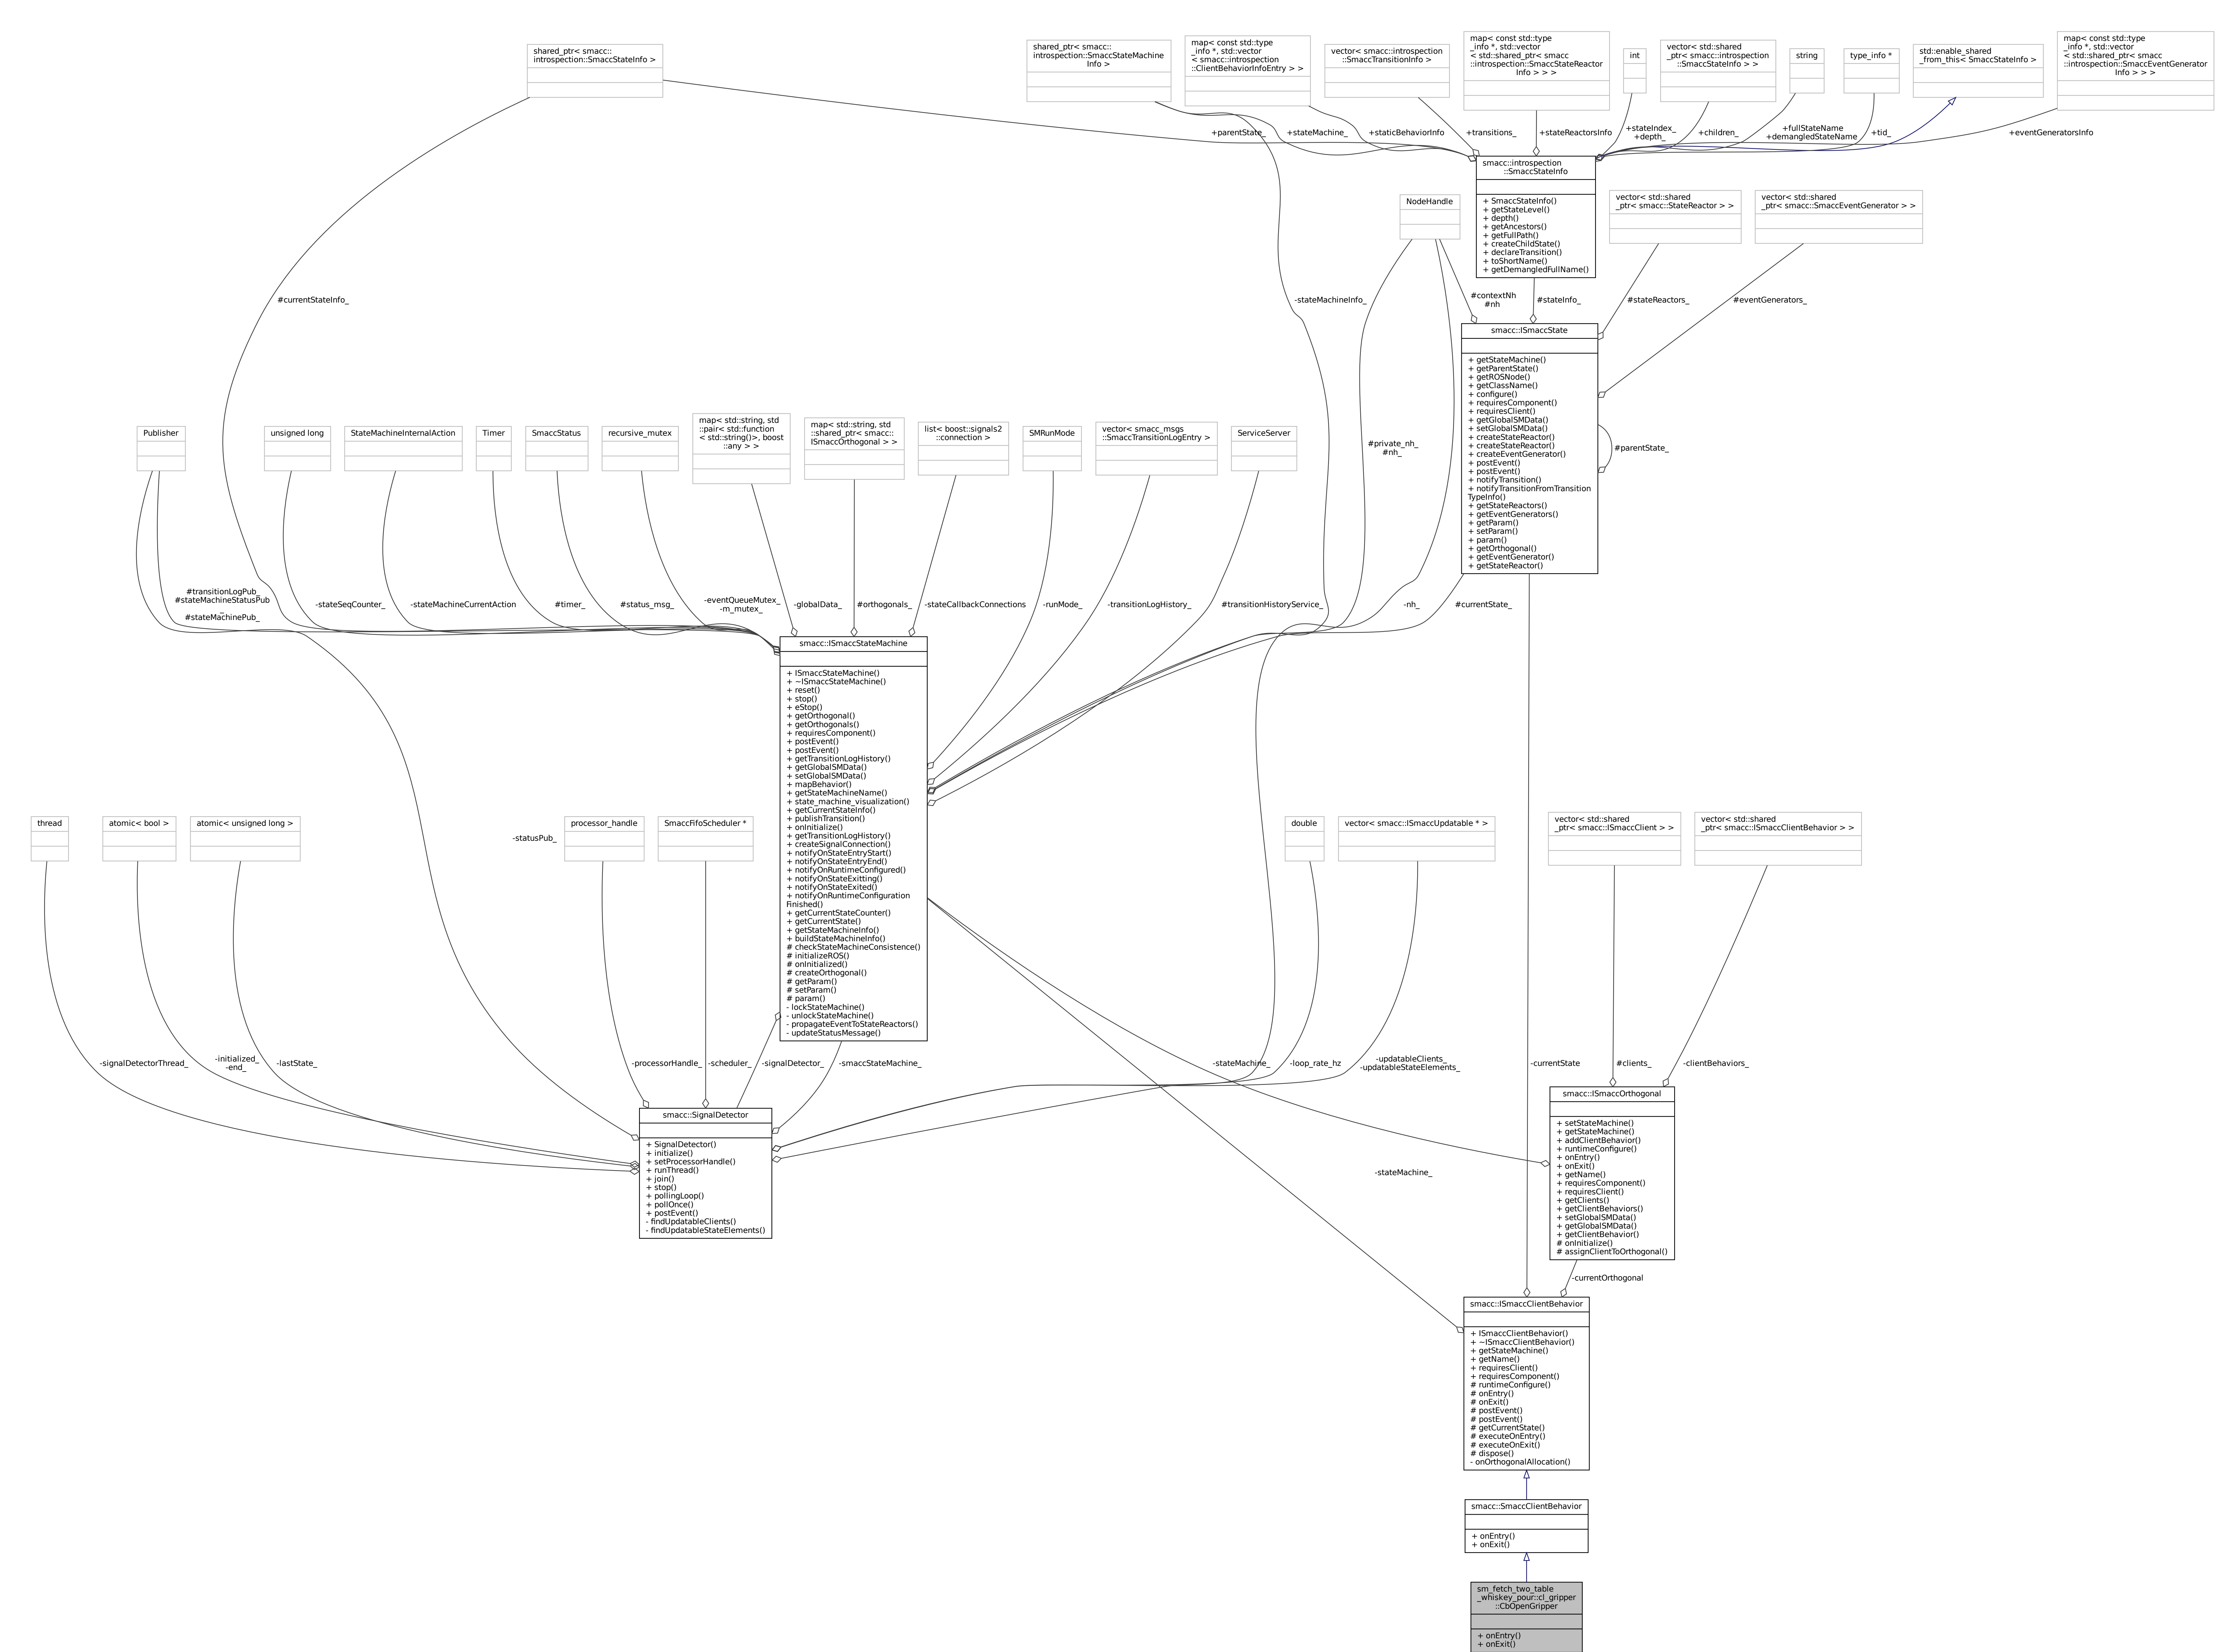 shared_ptr< smacc::
introspection::SmaccStateInfo >
shared_ptr< smacc::
introspection::SmaccStateMachine
Info >
map< const std::type
_info *, std::vector
< smacc::introspection
::ClientBehaviorInfoEntry > >
vector< smacc::introspection
::SmaccTransitionInfo >
map< const std::type
_info *, std::vector
< std::shared_ptr< smacc
::introspection::SmaccStateReactor
Info > > >
int
vector< std::shared
_ptr< smacc::introspection
::SmaccStateInfo > >
string
type_info *
std::enable_shared
_from_this< SmaccStateInfo >
map< const std::type
_info *, std::vector
< std::shared_ptr< smacc
::introspection::SmaccEventGenerator
Info > > >
+parentState_
+stateMachine_
+staticBehaviorInfo
+transitions_
+stateReactorsInfo
+stateIndex_
+depth_
+children_
+fullStateName
+demangledStateName
+tid_
+eventGeneratorsInfo
smacc::introspection
::SmaccStateInfo
+ SmaccStateInfo()
+ getStateLevel()
+ depth()
+ getAncestors()
+ getFullPath()
+ createChildState()
+ declareTransition()
+ toShortName()
+ getDemangledFullName()
NodeHandle
vector< std::shared
_ptr< smacc::StateReactor > >
vector< std::shared
_ptr< smacc::SmaccEventGenerator > >
#currentStateInfo_
-stateMachineInfo_
#contextNh
#nh
#stateInfo_
#stateReactors_
#eventGenerators_
smacc::ISmaccState
+ getStateMachine()
+ getParentState()
+ getROSNode()
+ getClassName()
+ configure()
+ requiresComponent()
+ requiresClient()
+ getGlobalSMData()
+ setGlobalSMData()
+ createStateReactor()
+ createStateReactor()
+ createEventGenerator()
+ postEvent()
+ postEvent()
+ notifyTransition()
+ notifyTransitionFromTransition
TypeInfo()
+ getStateReactors()
+ getEventGenerators()
+ getParam()
+ setParam()
+ param()
+ getOrthogonal()
+ getEventGenerator()
+ getStateReactor()
#parentState_
Publisher
unsigned long
StateMachineInternalAction
Timer
SmaccStatus
recursive_mutex
map< std::string, std
::pair< std::function
< std::string()>, boost
::any > >
map< std::string, std
::shared_ptr< smacc::
ISmaccOrthogonal > >
list< boost::signals2
::connection >
SMRunMode
vector< smacc_msgs
::SmaccTransitionLogEntry >
ServiceServer
#private_nh_
#nh_
#transitionLogPub_
#stateMachineStatusPub
_
#stateMachinePub_
-stateSeqCounter_
-stateMachineCurrentAction
#timer_
#status_msg_
-eventQueueMutex_
-m_mutex_
-globalData_
#orthogonals_
-stateCallbackConnections
-runMode_
-transitionLogHistory_
#transitionHistoryService_
-nh_
#currentState_
smacc::ISmaccStateMachine
+ ISmaccStateMachine()
+ ~ISmaccStateMachine()
+ reset()
+ stop()
+ eStop()
+ getOrthogonal()
+ getOrthogonals()
+ requiresComponent()
+ postEvent()
+ postEvent()
+ getTransitionLogHistory()
+ getGlobalSMData()
+ setGlobalSMData()
+ mapBehavior()
+ getStateMachineName()
+ state_machine_visualization()
+ getCurrentStateInfo()
+ publishTransition()
+ onInitialize()
+ getTransitionLogHistory()
+ createSignalConnection()
+ notifyOnStateEntryStart()
+ notifyOnStateEntryEnd()
+ notifyOnRuntimeConfigured()
+ notifyOnStateExitting()
+ notifyOnStateExited()
+ notifyOnRuntimeConfiguration
Finished()
+ getCurrentStateCounter()
+ getCurrentState()
+ getStateMachineInfo()
+ buildStateMachineInfo()
# checkStateMachineConsistence()
# initializeROS()
# onInitialized()
# createOrthogonal()
# getParam()
# setParam()
# param()
- lockStateMachine()
- unlockStateMachine()
- propagateEventToStateReactors()
- updateStatusMessage()
thread
atomic< bool >
atomic< unsigned long >
-statusPub_
processor_handle
SmaccFifoScheduler *
double
vector< smacc::ISmaccUpdatable * >
vector< std::shared
_ptr< smacc::ISmaccClient > >
vector< std::shared
_ptr< smacc::ISmaccClientBehavior > >
-signalDetectorThread_
-initialized_
-end_
-lastState_
-processorHandle_
-scheduler_
-signalDetector_
-smaccStateMachine_
-stateMachine_
-loop_rate_hz
-updatableClients_
-updatableStateElements_
-currentState
#clients_
-clientBehaviors_
smacc::SignalDetector
+ SignalDetector()
+ initialize()
+ setProcessorHandle()
+ runThread()
+ join()
+ stop()
+ pollingLoop()
+ pollOnce()
+ postEvent()
- findUpdatableClients()
- findUpdatableStateElements()
-stateMachine_
smacc::ISmaccOrthogonal
+ setStateMachine()
+ getStateMachine()
+ addClientBehavior()
+ runtimeConfigure()
+ onEntry()
+ onExit()
+ getName()
+ requiresComponent()
+ requiresClient()
+ getClients()
+ getClientBehaviors()
+ setGlobalSMData()
+ getGlobalSMData()
+ getClientBehavior()
# onInitialize()
# assignClientToOrthogonal()
-currentOrthogonal
smacc::ISmaccClientBehavior
+ ISmaccClientBehavior()
+ ~ISmaccClientBehavior()
+ getStateMachine()
+ getName()
+ requiresClient()
+ requiresComponent()
# runtimeConfigure()
# onEntry()
# onExit()
# postEvent()
# postEvent()
# getCurrentState()
# executeOnEntry()
# executeOnExit()
# dispose()
- onOrthogonalAllocation()
smacc::SmaccClientBehavior
+ onEntry()
+ onExit()
sm_fetch_two_table
_whiskey_pour::cl_gripper
::CbOpenGripper
+ onEntry()
+ onExit()